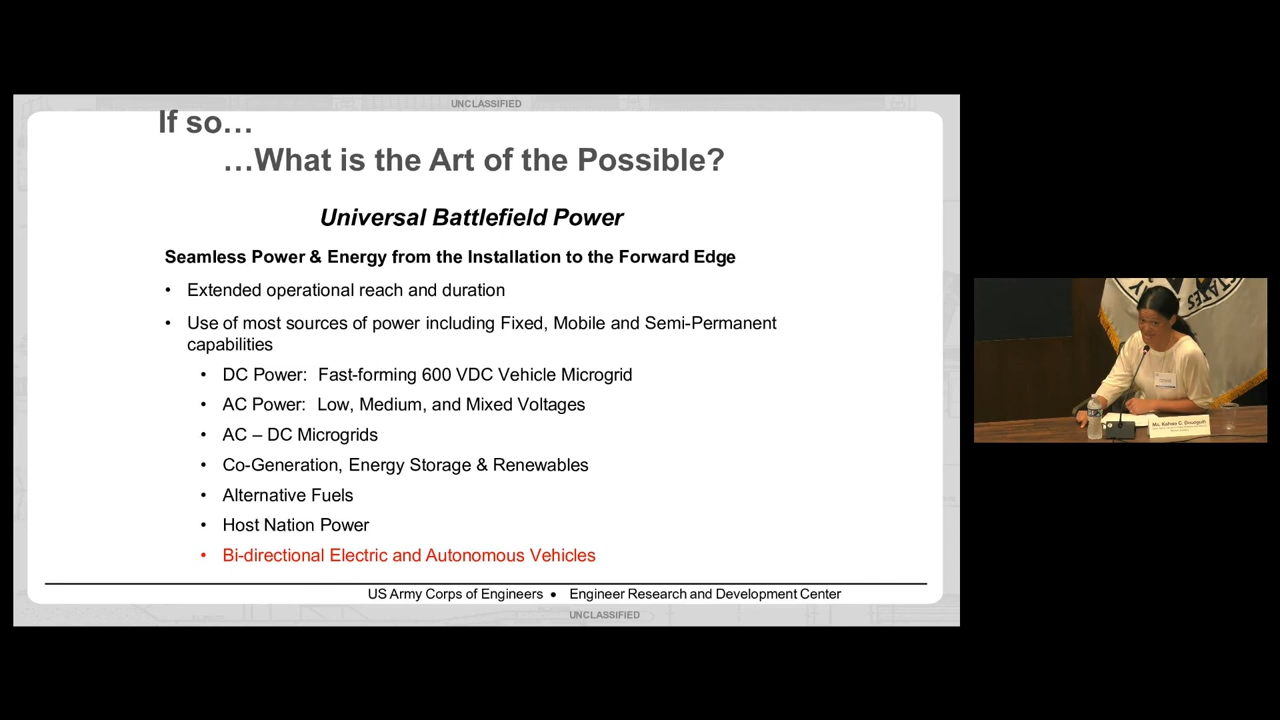 UNCLASSIFIED
If so…
…What is the Art of the Possible?
Universal Battlefield Power
Seamless Power & Energy from the Installation to the Forward Edge
• Extended operational reach and duration
• Use of most sources of power including Fixed, Mobile and Semi-Permanent
capabilities
• DC Power: Fast-forming 600 VDC Vehicle Microgrid
• AC Power: Low, Medium, and Mixed Voltages
• AC – DC Microgrids
• Co-Generation, Energy Storage & Renewables
• Alternative Fuels
• Host Nation Power
• Bi-directional Electric and Autonomous Vehicles
US Army Corps of Engineers • Engineer Research and Development Center
UNCLASSIFIED
STATES
Ms. C.